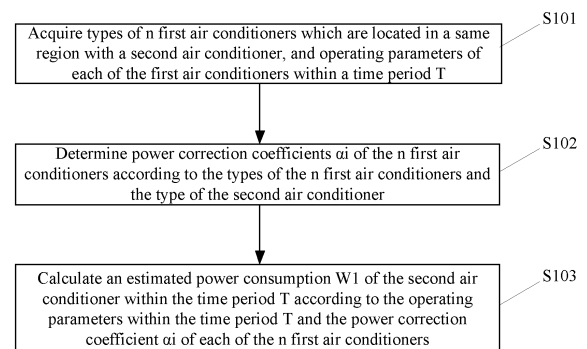 S101
Acquire types of n first air conditioners which are located in a same
region with a second air conditioner, and operating parameters of
each of the first air conditioners within a time period T
S102
Determine power correction coefficients αi of the n first air
conditioners according to the types of the n first air conditioners and
the type of the second air conditioner
S103
Calculate an estimated power consumption W1 of the second air
conditioner within the time period T according to the operating
parameters within the time period T and the power correction
coefficient αi of each of the n first air conditioners